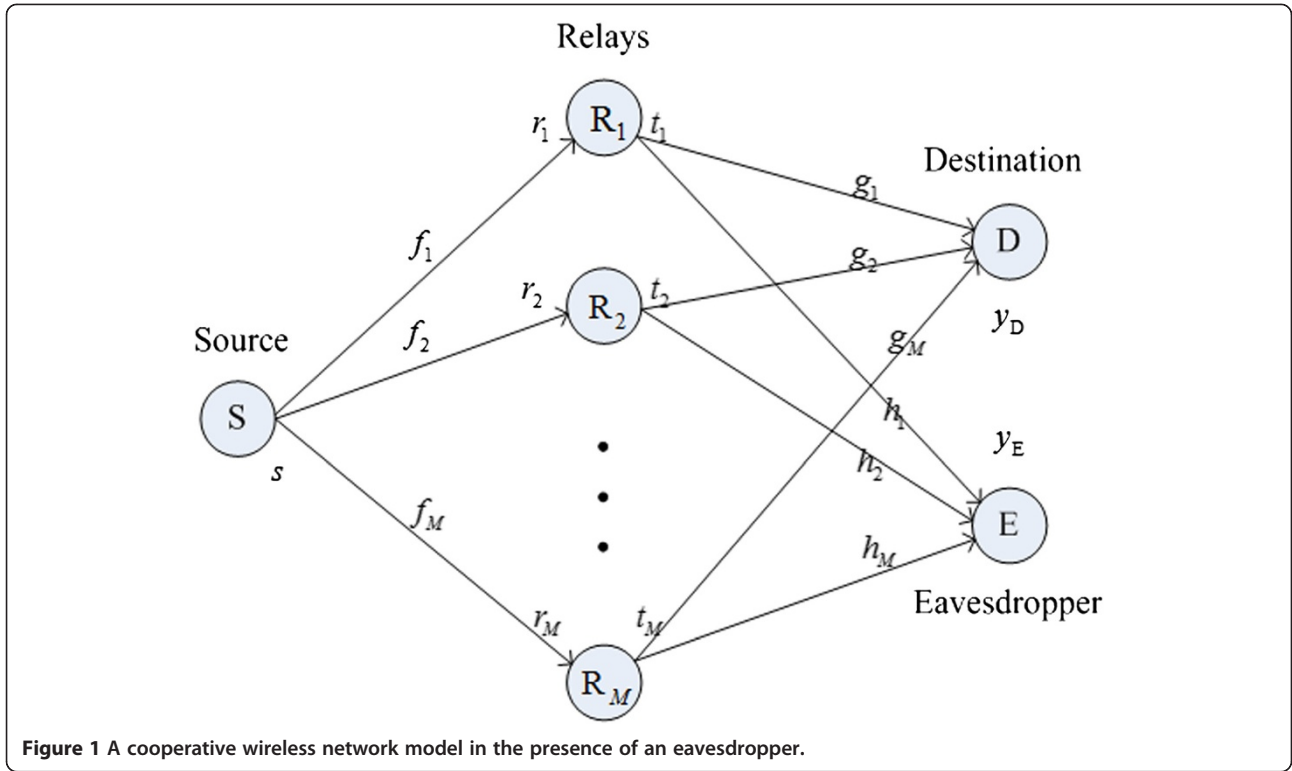 Relays
R1
r1
t1
Destination
g1
D
f1
g2
r2
t2
R2
yD
Source
f2
gM
S
h1
yE
s
h2
fM
E
hM
Eavesdropper
rM
tM
RM
Figure 1 A cooperative wireless network model in the presence of an eavesdropper.